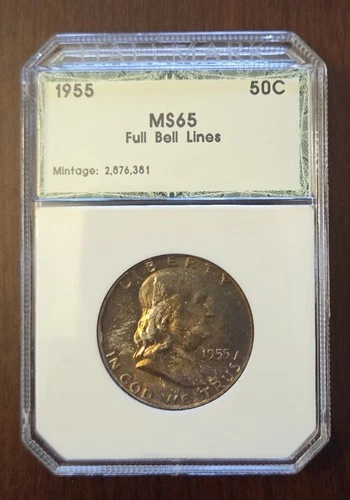 1955
50C
MS65
Full Bell Lines
Mintage: 2,876,381
LIBERTY
1955
IN GOD WE TRUST